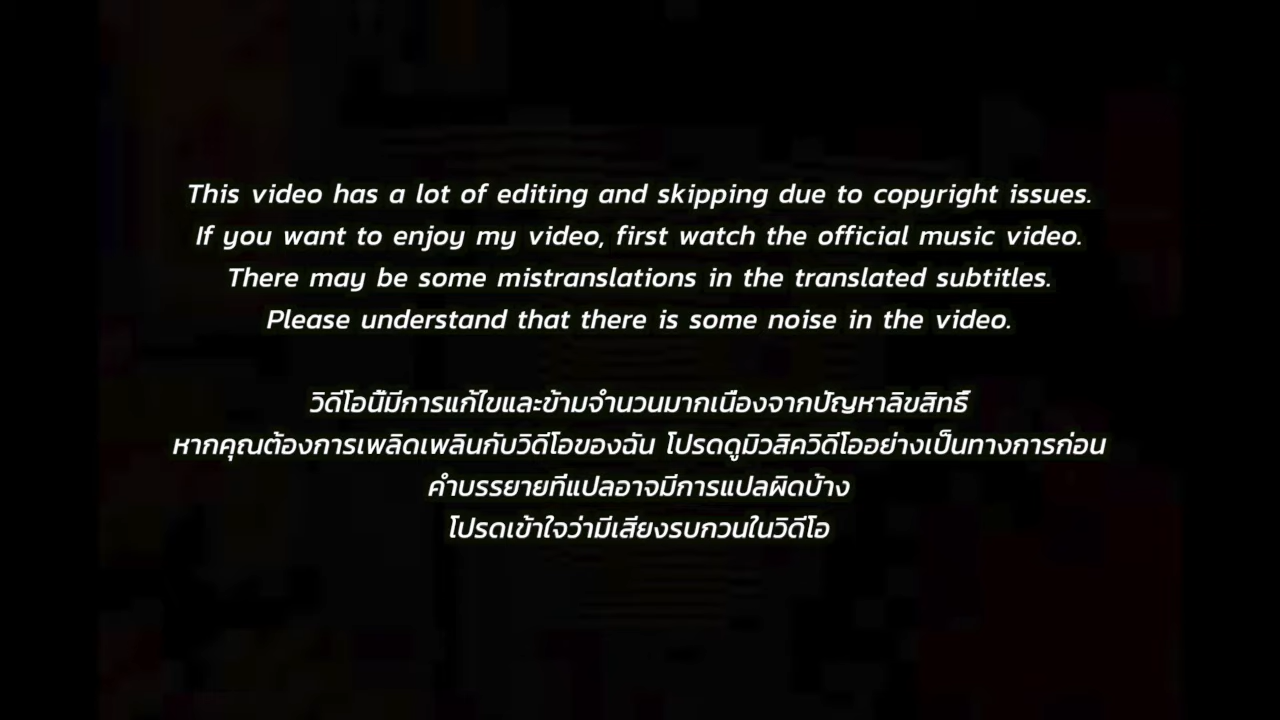 This video has a lot of editing and skipping due to copyright issues.
If you want to enjoy my video, first watch the official music video.
There may be some mistranslations in the translated subtitles.
Please understand that there is some noise in the video.
วิดีโอนี้มีการแก้ไขและข้ามจำนวนมากเนื่องจากปัญหาลิขสิทธิ์
หากคุณต้องการเพลิดเพลินกับวิดีโอของฉัน โปรดดูมิวสิควิดีโออย่างเป็นทางการก่อน
คำบรรยายที่แปลอาจมีการแปลผิดบ้าง
โปรดเข้าใจว่ามีเสียงรบกวนในวิดีโอ